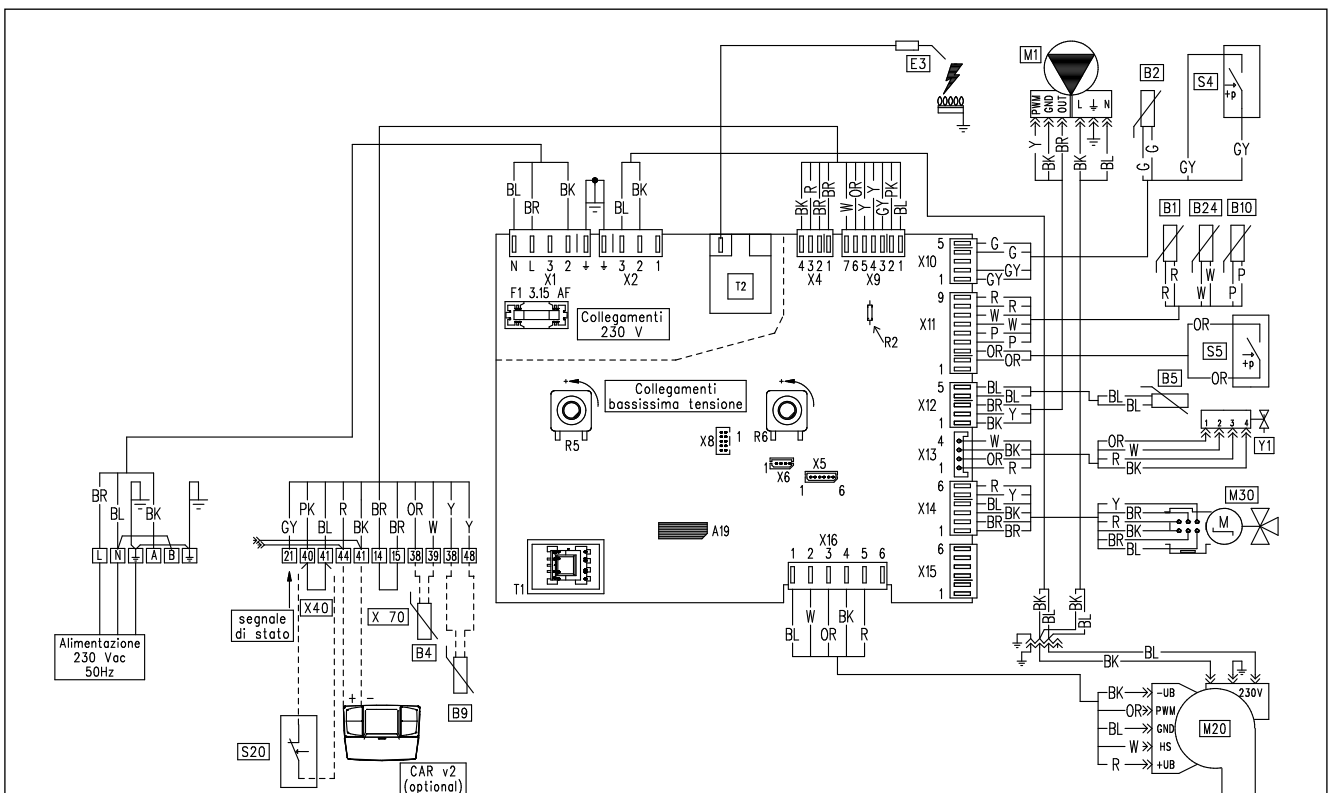 E3
M1
B2
S4
+p
PWM
GND
OUT
L
N
Y
BK
BR
BK
BL
G
G
GY
GY
BL
BR
BK
BL
BK
BK
R
BR
BR
W
OR
Y
Y
GY
PK
BL
B1
B24
B10
R
R
W
W
P
P
N L 3 2
X1
3 2 1
X2
T2
4 3 2 1
X4
7 6 5 4 3 2 1
X9
F1 3.15 AF
Collegamenti
230 V
R2
5
X10
1
G
G
GY
GY
9
X11
1
R
R
W
W
P
P
OR
OR
OR
S5
+p
OR
Collegamenti
bassissima tensione
5
X12
1
BL
BL
BR
Y
BK
BL
BL
B5
+
R5
+
R6
X8
1
1
X6
X5
1 6
4
X13
1
W
BK
OR
R
OR
W
R
BK
1 2 3 4
Y1
6
X14
1
R
Y
BL
BK
BR
BR
Y
BR
R
BK
BR
BL
M30
M
A19
T1
X16
1 2 3 4 5 6
6
X15
1
BL
W
OR
BK
R
BR
BL
BK
L N A B
Alimentazione
230 Vac
50Hz
GY
PK
BL
R
BK
BR
BR
OR
W
Y
Y
21 40 41 44 41 14 15 38 39 38 48
segnale
di stato
X40
X 70
B4
B9
S20
+ -
CAR v2
(optional)
BK
BL
BK
BL
BL
BK
230V
BK
OR
BL
W
R
-UB
PWM
GND
HS
+UB
M20